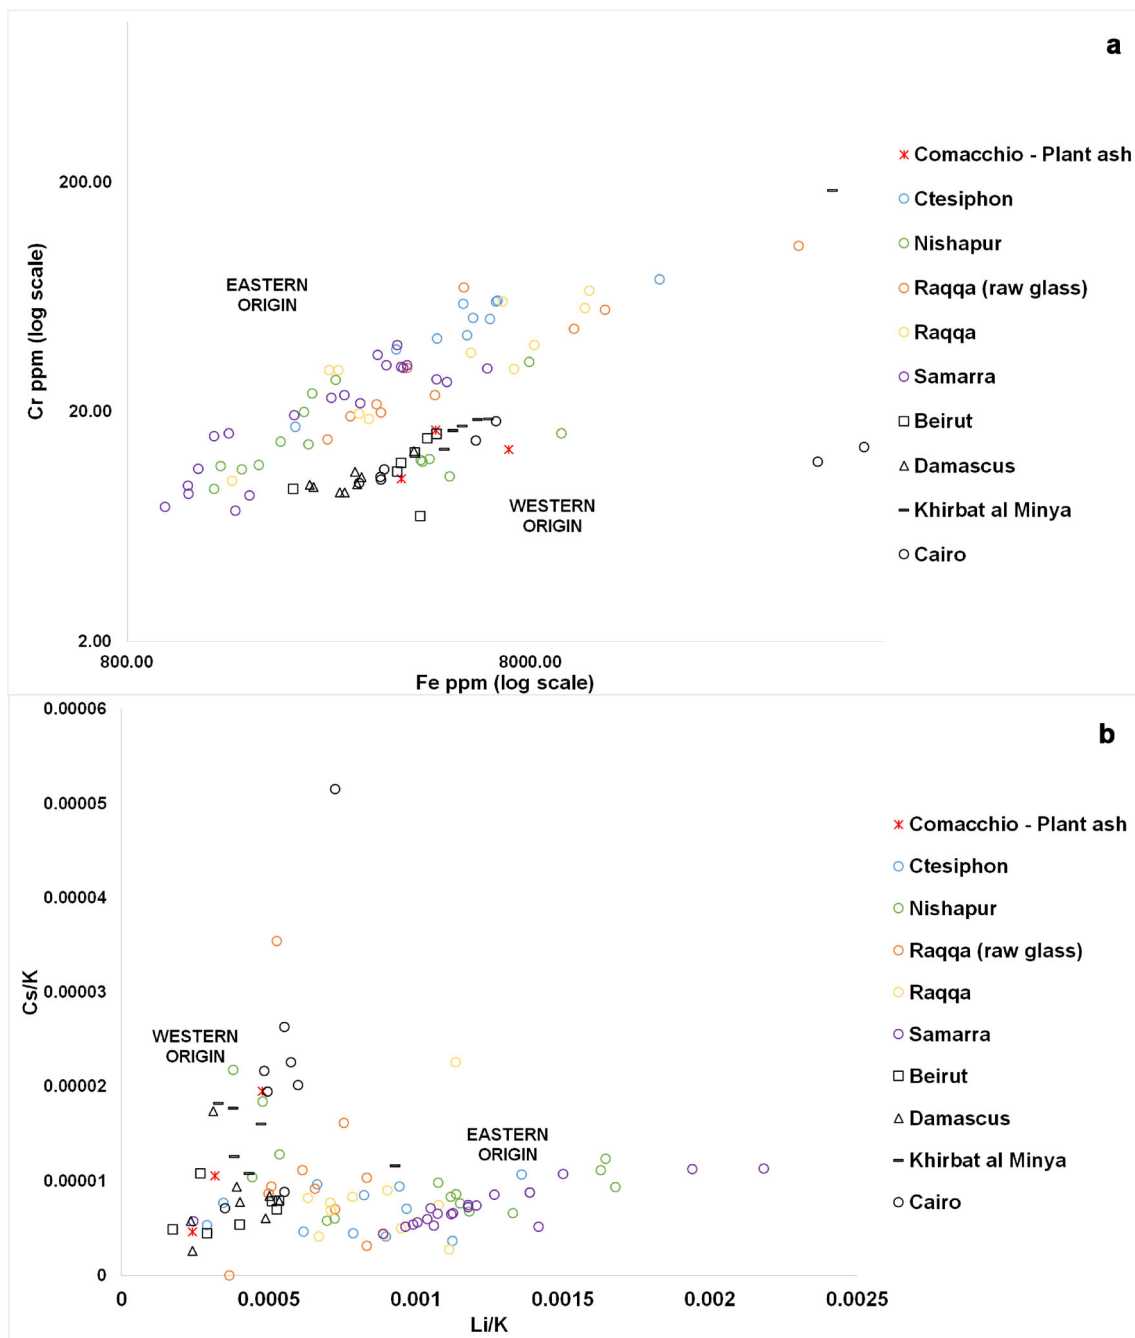 a
200.00
20.00
2.00
Cr ppm (log scale)
EASTERN
ORIGIN
WESTERN
ORIGIN
800.00
8000.00
Fe ppm (log scale)
Comacchio - Plant ash
Ctesiphon
Nishapur
Raqqa (raw glass)
Raqqa
Samarra
Beirut
Damascus
Khirbat al Minya
Cairo
b
0.00006
0.00005
0.00004
0.00003
0.00002
0.00001
0
Cs/K
WESTERN
ORIGIN
EASTERN
ORIGIN
0
0.0005
0.001
0.0015
0.002
0.0025
Li/K
Comacchio - Plant ash
Ctesiphon
Nishapur
Raqqa (raw glass)
Raqqa
Samarra
Beirut
Damascus
Khirbat al Minya
Cairo